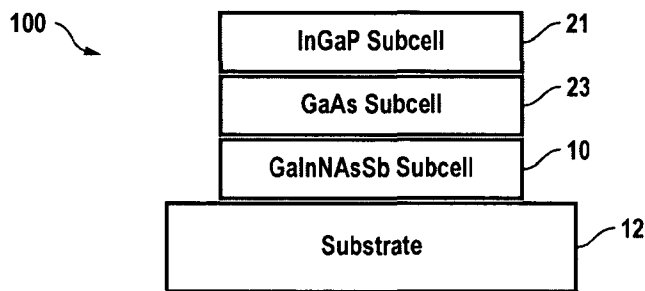 100
InGaP Subcell 21
GaAs Subcell 23
GaInNAsSb Subcell 10
Substrate 12